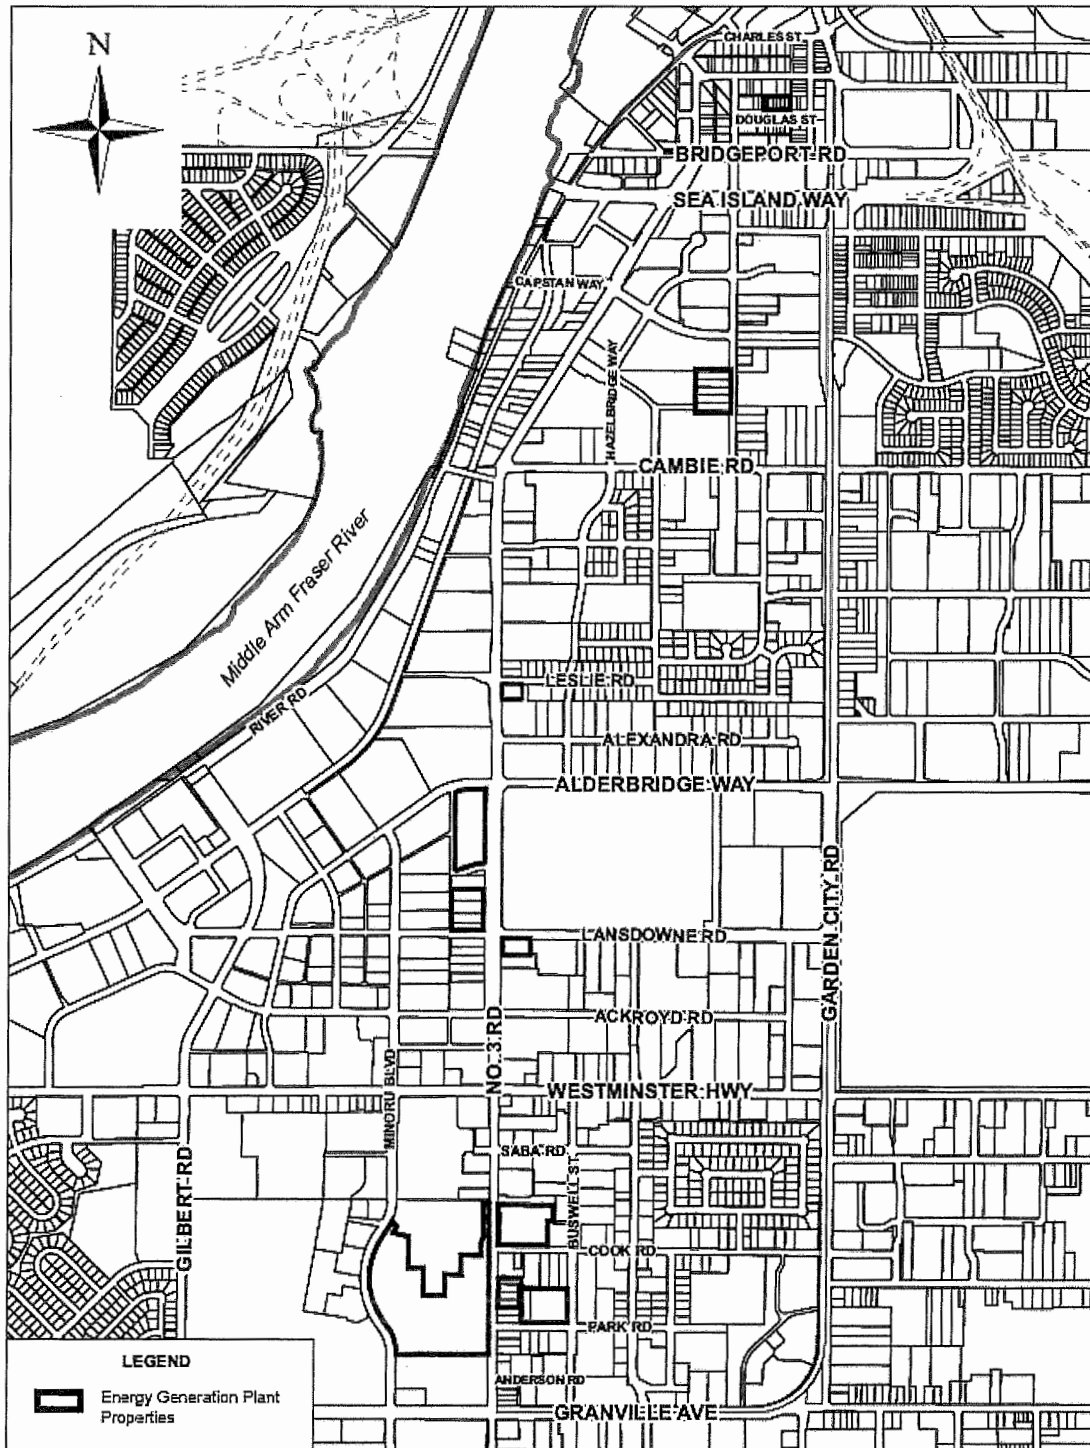 N
CHARLES ST
DOUGLAS ST
BRIDGEPORT RD
SEA ISLAND WAY
CAPSTAN WAY
HAZELBRIDGE WAY
CAMBIE RD
Middle Arm Fraser River
LESLIE RD
RIVER RD
ALEXANDRA RD
ALDERBRIDGE WAY
GARDEN CITY RD
LANSDOWNE RD
ACKROYD RD
NO. 3 RD
MINORU BLVD
WESTMINSTER HWY
SABA RD
GILBERT RD
BUSWELL ST
COOK RD
PARK RD
LEGEND
ANDERSON RD
Energy Generation Plant
Properties
GRANVILLE AVE